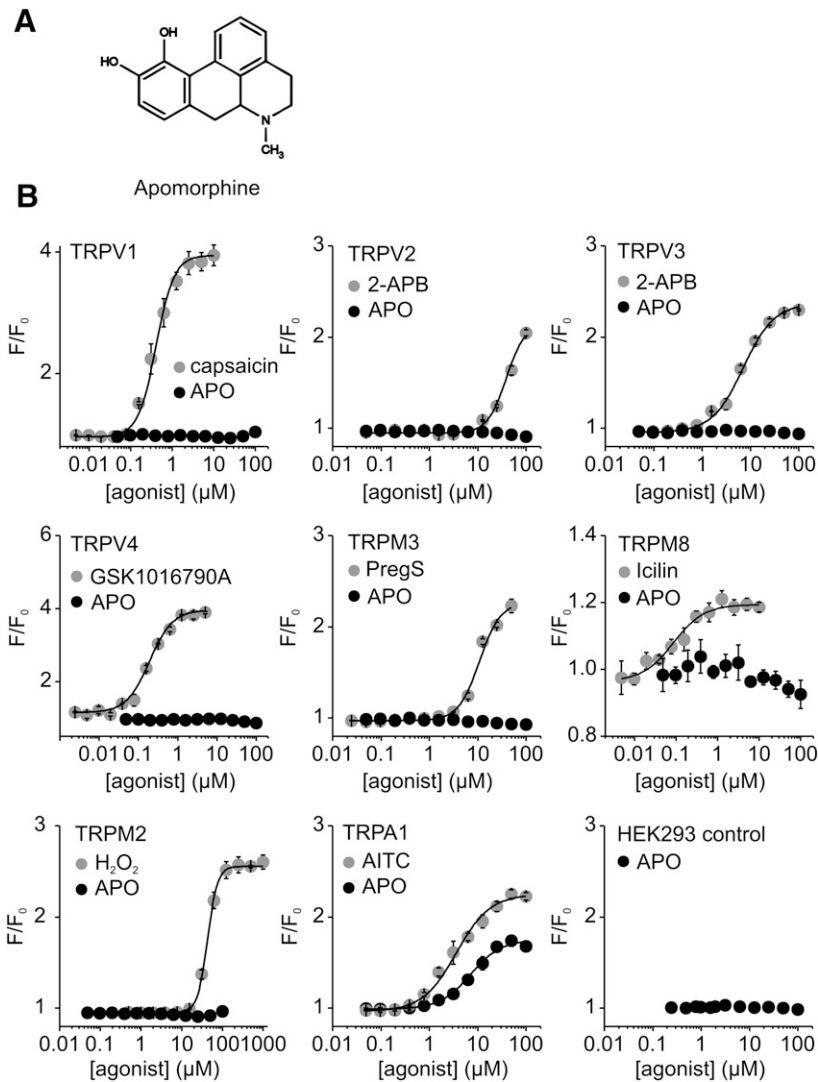 A
OH
HO
N
CH3
Apomorphine
B
TRPV1
capsaicin
APO
F/F0
4
2
0.01 0.1 1 10 100
[agonist] (µM)
TRPV2
2-APB
APO
F/F0
3
2
1
0.01 0.1 1 10 100
[agonist] (µM)
TRPV3
2-APB
APO
F/F0
3
2
1
0.01 0.1 1 10 100
[agonist] (µM)
TRPV4
GSK1016790A
APO
F/F0
6
4
2
0.01 0.1 1 10 100
[agonist] (µM)
TRPM3
PregS
APO
F/F0
3
2
1
0.01 0.1 1 10 100
[agonist] (µM)
TRPM8
Icilin
APO
F/F0
1.4
1.2
1.0
0.8
0.01 0.1 1 10 100
[agonist] (µM)
TRPM2
H2O2
APO
F/F0
3
2
1
0.01 0.1 1 10 100 1000
[agonist] (µM)
TRPA1
AITC
APO
F/F0
3
2
1
0.01 0.1 1 10 100
[agonist] (µM)
HEK293 control
APO
F/F0
3
2
1
0.01 0.1 1 10 100
[agonist] (µM)